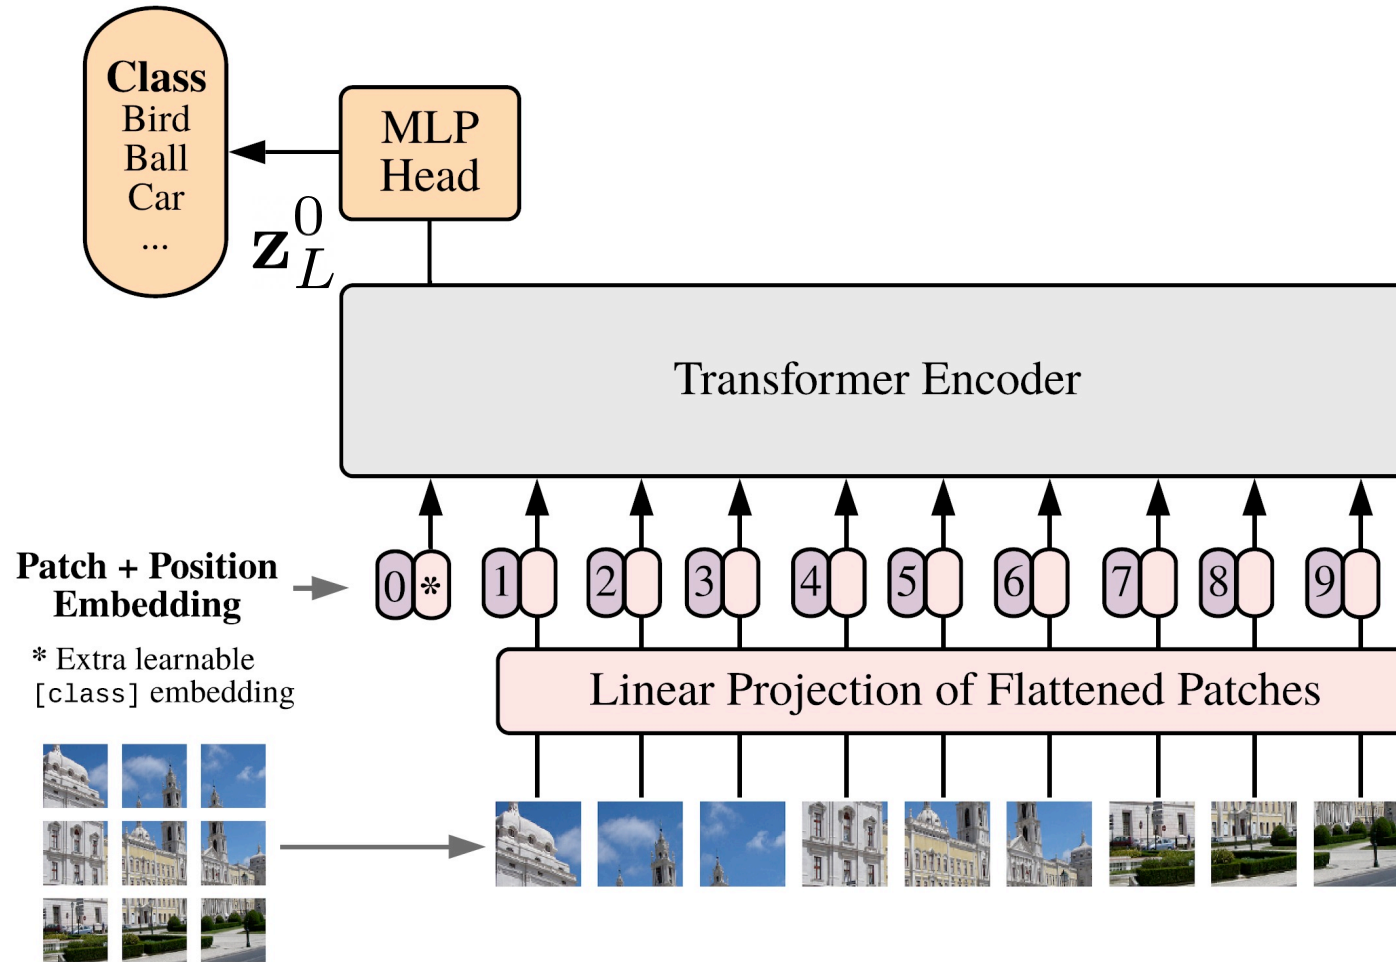 Class
Bird
Ball
Car
...
MLP
Head
z_L^0
Transformer Encoder
Patch + Position
Embedding
0 * 1 2 3 4 5 6 7 8 9
* Extra learnable
[class] embedding
Linear Projection of Flattened Patches